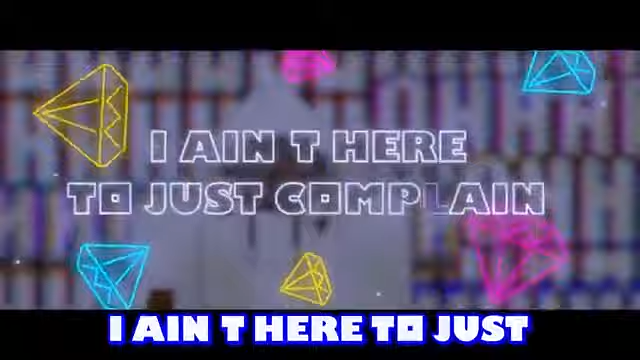 I AIN T HERE
TO JUST COMPLAIN
I AIN T HERE TO JUST